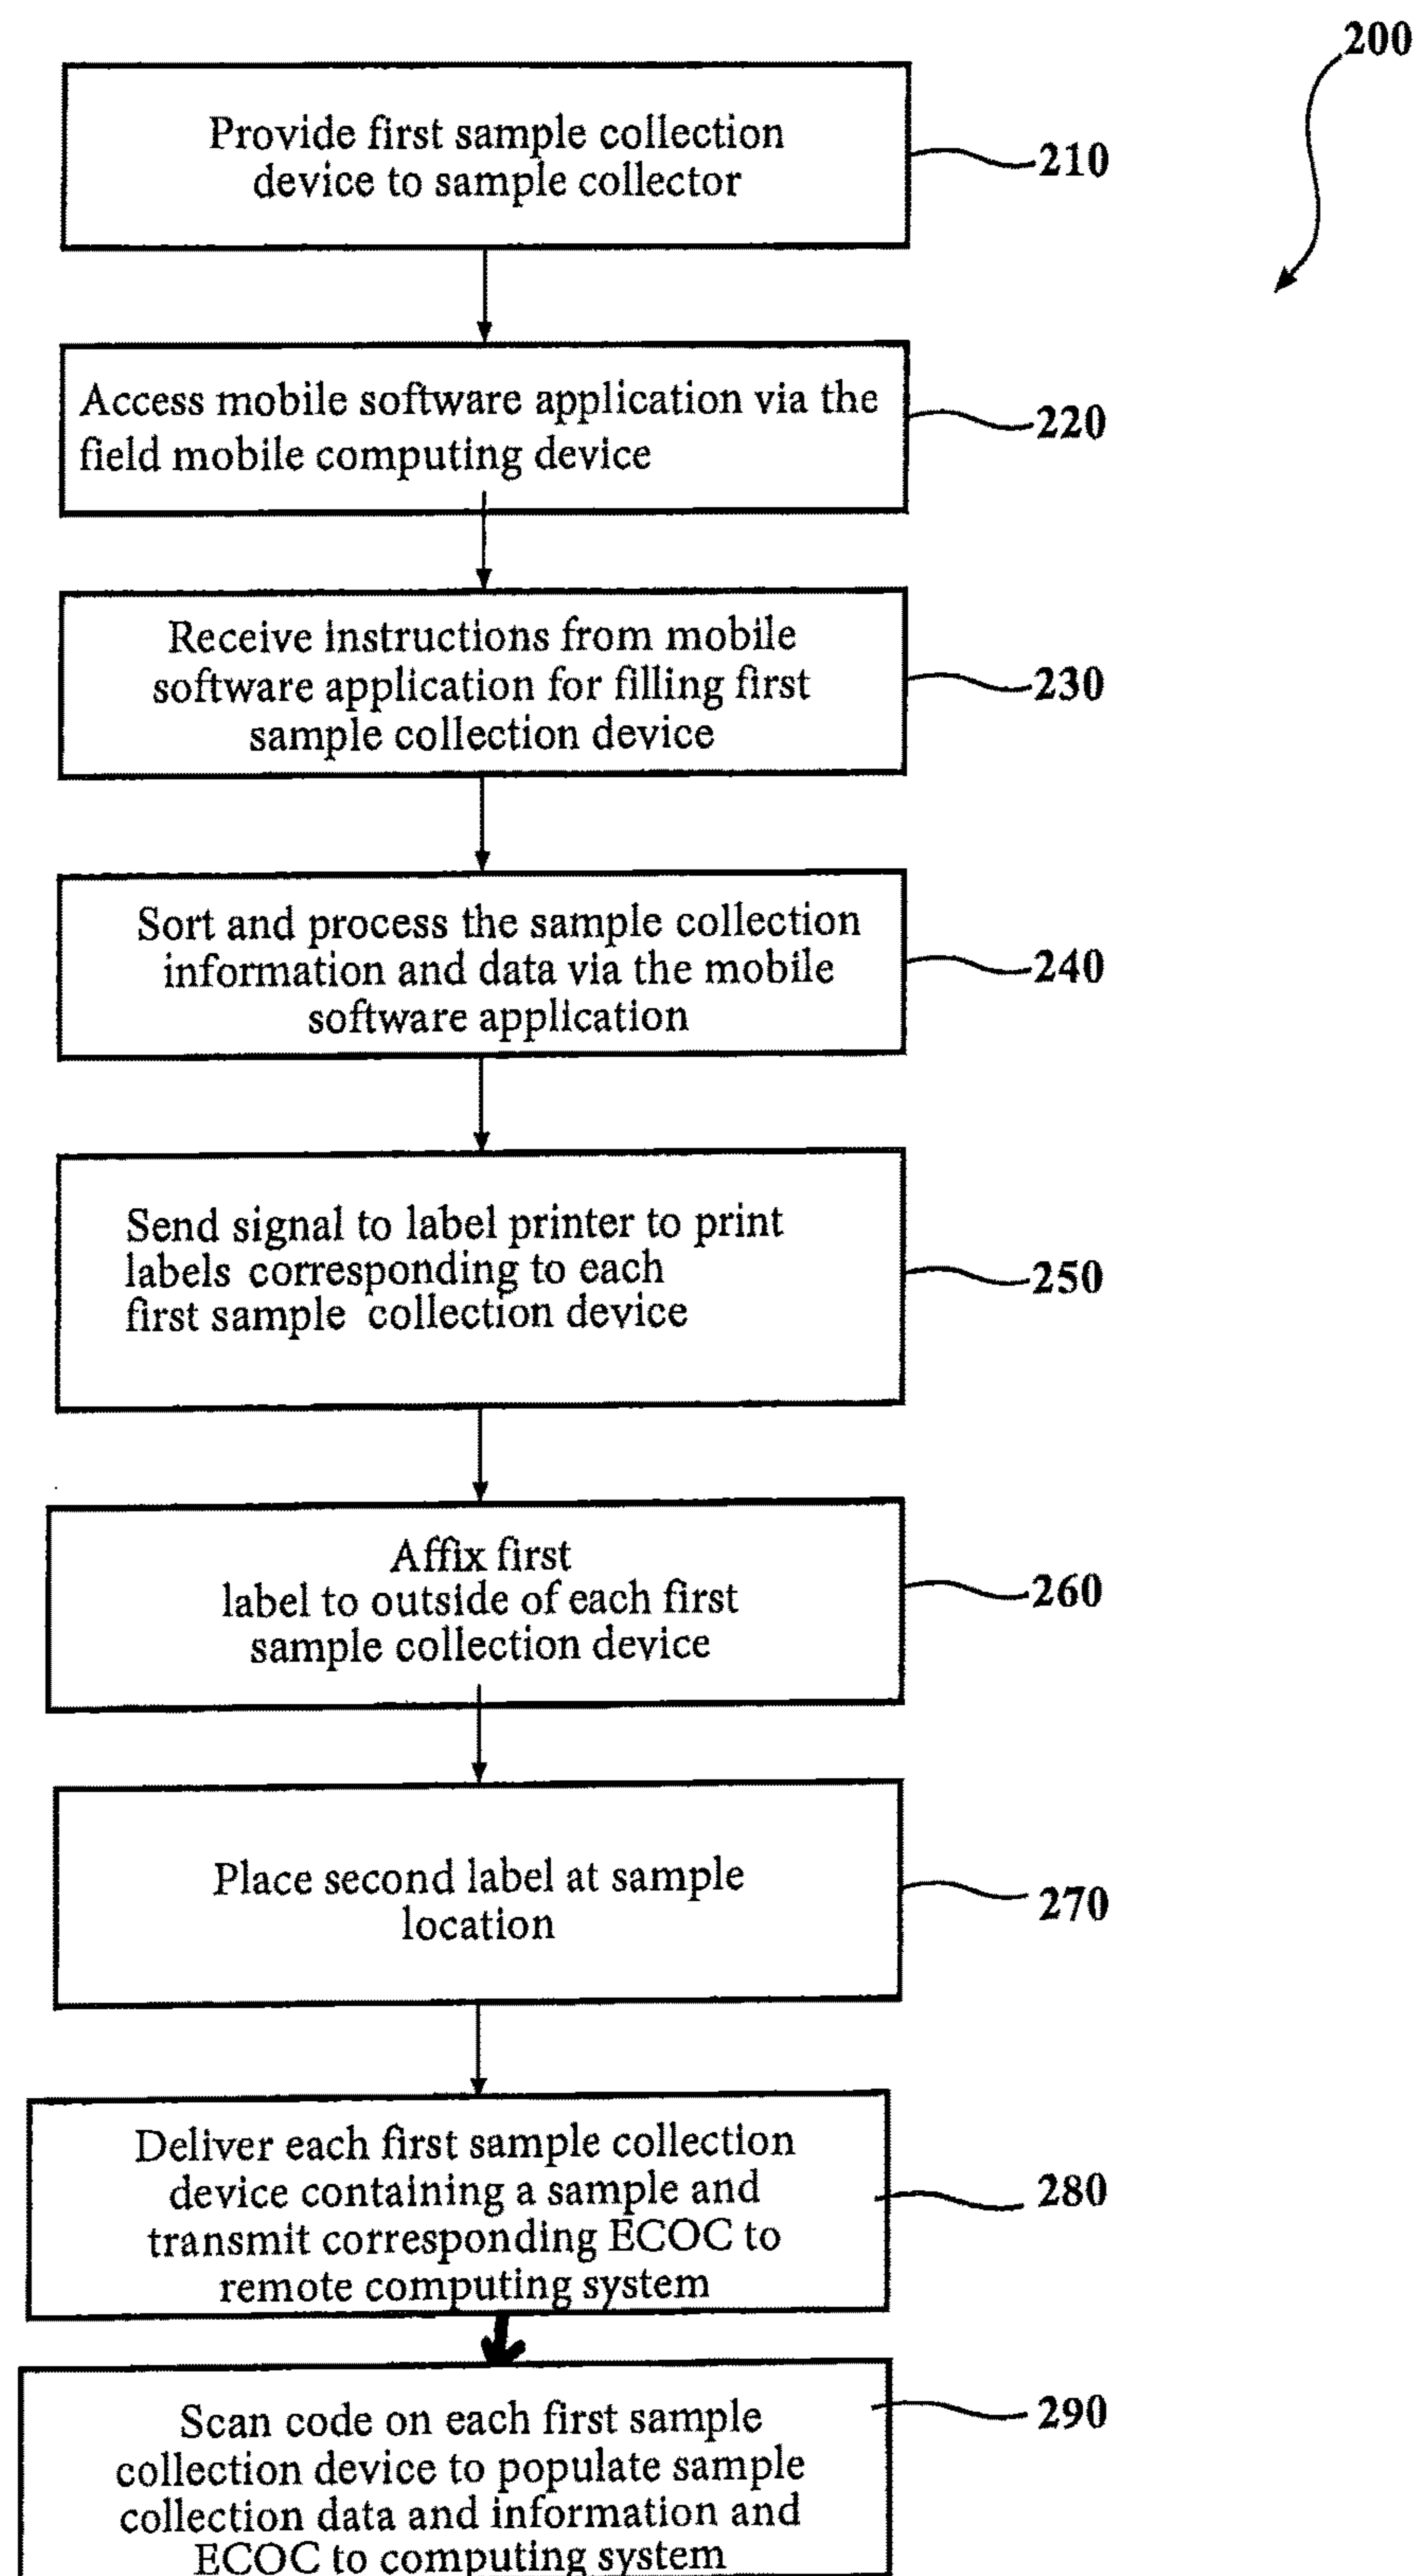 200
Provide first sample collection
device to sample collector
210
Access mobile software application via the
field mobile computing device
220
Receive instructions from mobile
software application for filling first
sample collection device
230
Sort and process the sample collection
information and data via the mobile
software application
240
Send signal to label printer to print
labels corresponding to each
first sample collection device
250
Affix first
label to outside of each first
sample collection device
260
Place second label at sample
location
270
Deliver each first sample collection
device containing a sample and
transmit corresponding ECOC to
remote computing system
280
Scan code on each first sample
collection device to populate sample
collection data and information and
ECOC to computing system
290